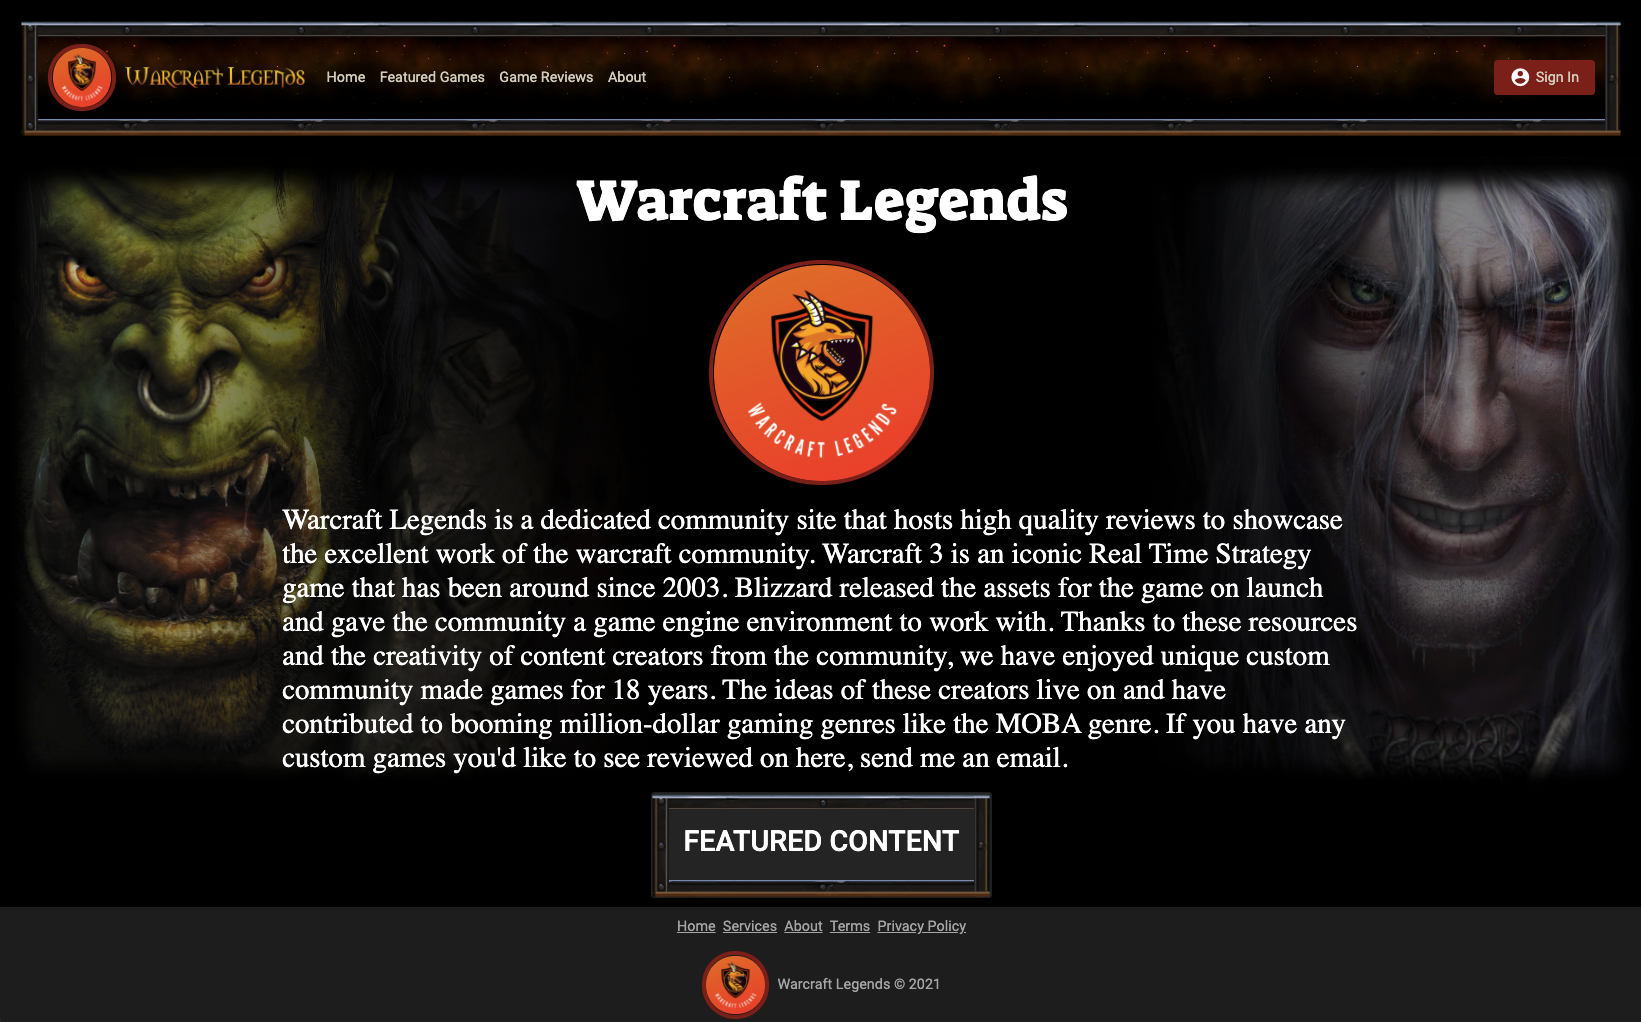 WARCRAFT LEGENDS
Warcraft Legends
Home
Featured Games
Game Reviews
About
Sign In
Warcraft Legends
WARCRAFT LEGENDS
Warcraft Legends is a dedicated community site that hosts high quality reviews to showcase
the excellent work of the warcraft community. Warcraft 3 is an iconic Real Time Strategy
game that has been around since 2003. Blizzard released the assets for the game on launch
and gave the community a game engine environment to work with. Thanks to these resources
and the creativity of content creators from the community, we have enjoyed unique custom
community made games for 18 years. The ideas of these creators live on and have
contributed to booming million-dollar gaming genres like the MOBA genre. If you have any
custom games you'd like to see reviewed on here, send me an email.
FEATURED CONTENT
Home Services About Terms Privacy Policy
WARCRAFT LEGENDS
Warcraft Legends © 2021